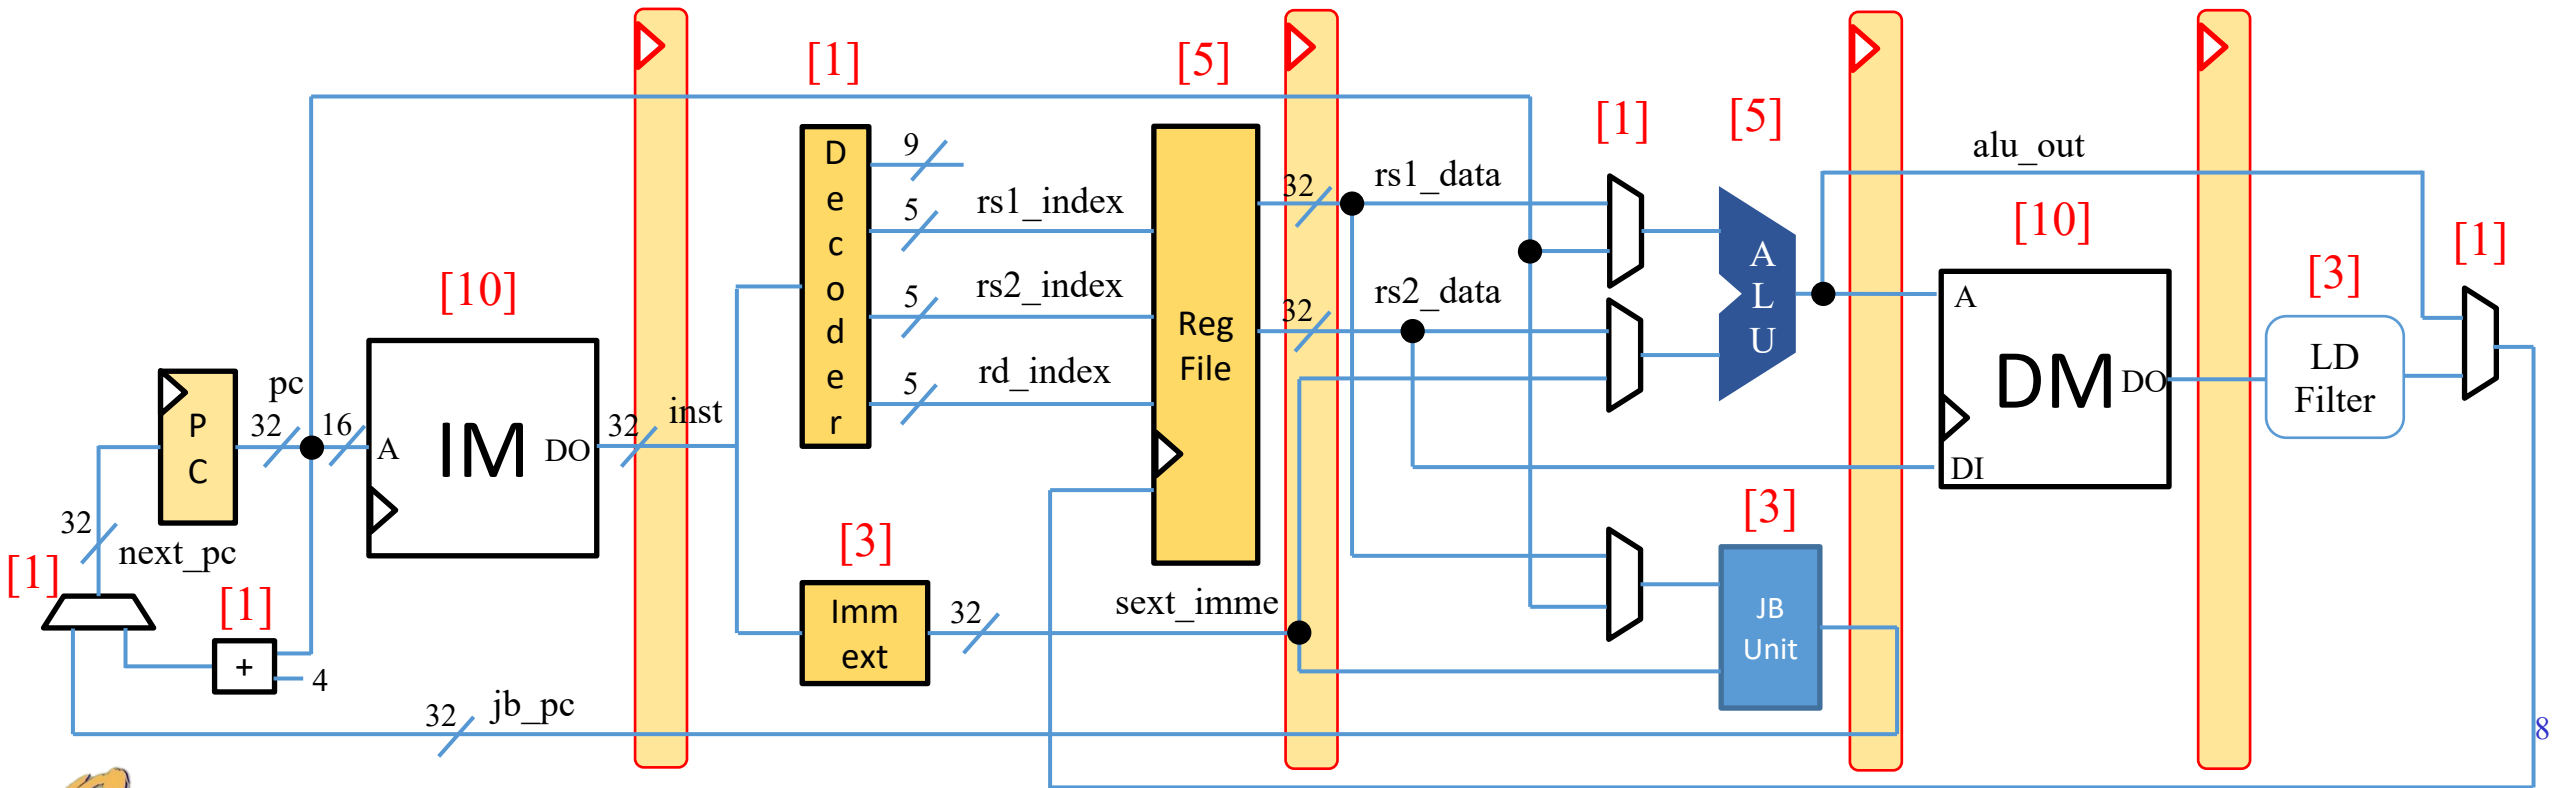 [1]
[5]
[1]
[5]
alu_out
Decoder
9
5
rs1_index
5
rs2_index
5
rd_index
Reg
File
32
rs1_data
32
rs2_data
ALU
[10]
A
DM
DO
DI
[3]
LD
Filter
[1]
[10]
pc
32
16
P
C
A
IM
DO
32
inst
32
next_pc
[1]
[1]
+
4
[3]
Imm
ext
32
sext_imme
[3]
JB
Unit
32
jb_pc
8